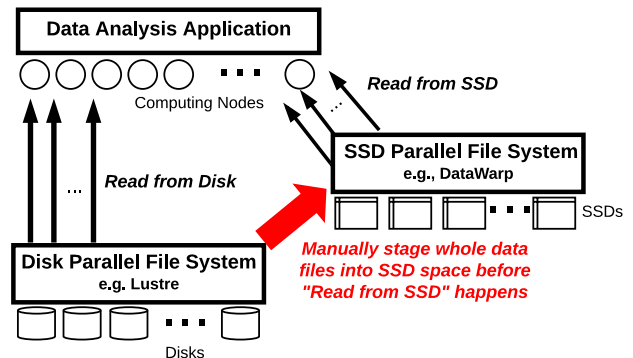 Data Analysis Application
Computing Nodes
Read from SSD
...
SSD Parallel File System
e.g., DataWarp
SSDs
Read from Disk
...
Manually stage whole data
files into SSD space before
"Read from SSD" happens
Disk Parallel File System
e.g. Lustre
Disks